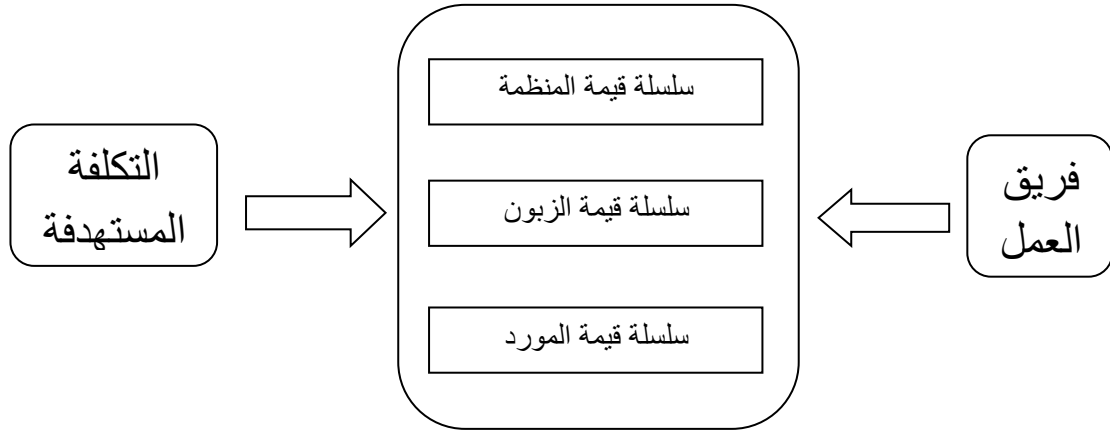 سلسلة قيمة المنظمة
فريق
العمل
سلسلة قيمة الزبون
التكلفة
المستهدفة
سلسلة قيمة المورد